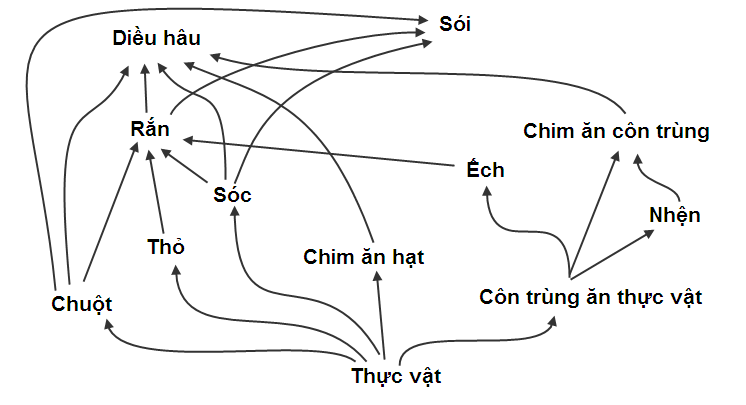 Sói
Diều hâu
Rắn
Chim ăn côn trùng
Ếch
Sóc
Nhện
Thỏ
Chim ăn hạt
Chuột
Côn trùng ăn thực vật
Thực vật